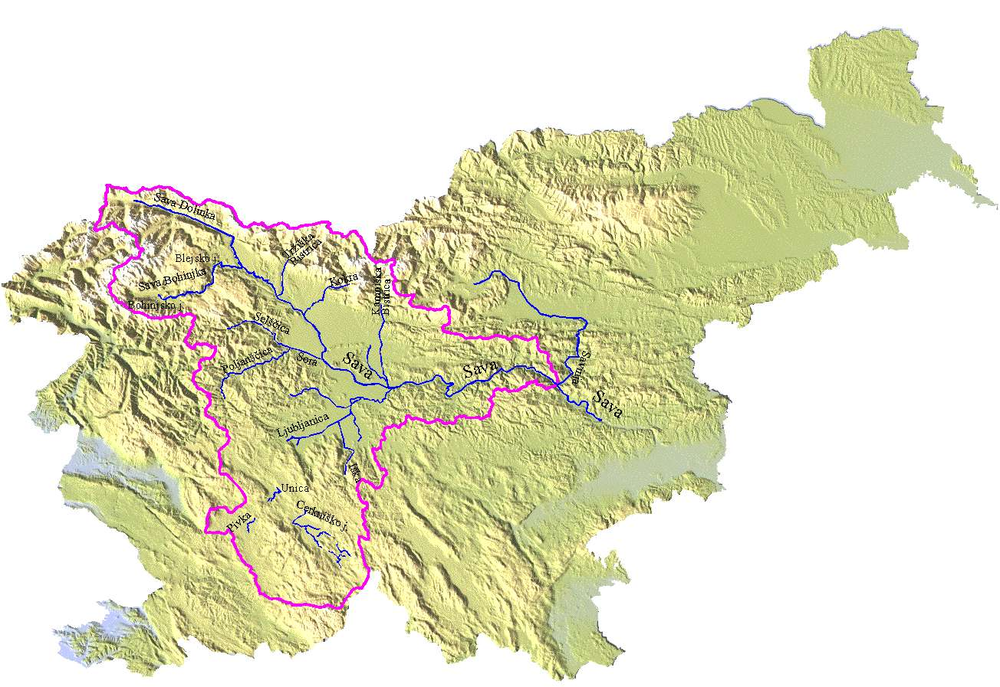 Sava Dolinka
Tržiška
Bistrica
Blejsko j.
Sava Bohinjka
Kokra
Kamniška
Bistrica
Bohinjsko j.
Selščica
Poljanščica
Sora
Sava
Sava
Savinja
Sava
Ljubljanica
Iška
Unica
Cerkniško j.
Pivka